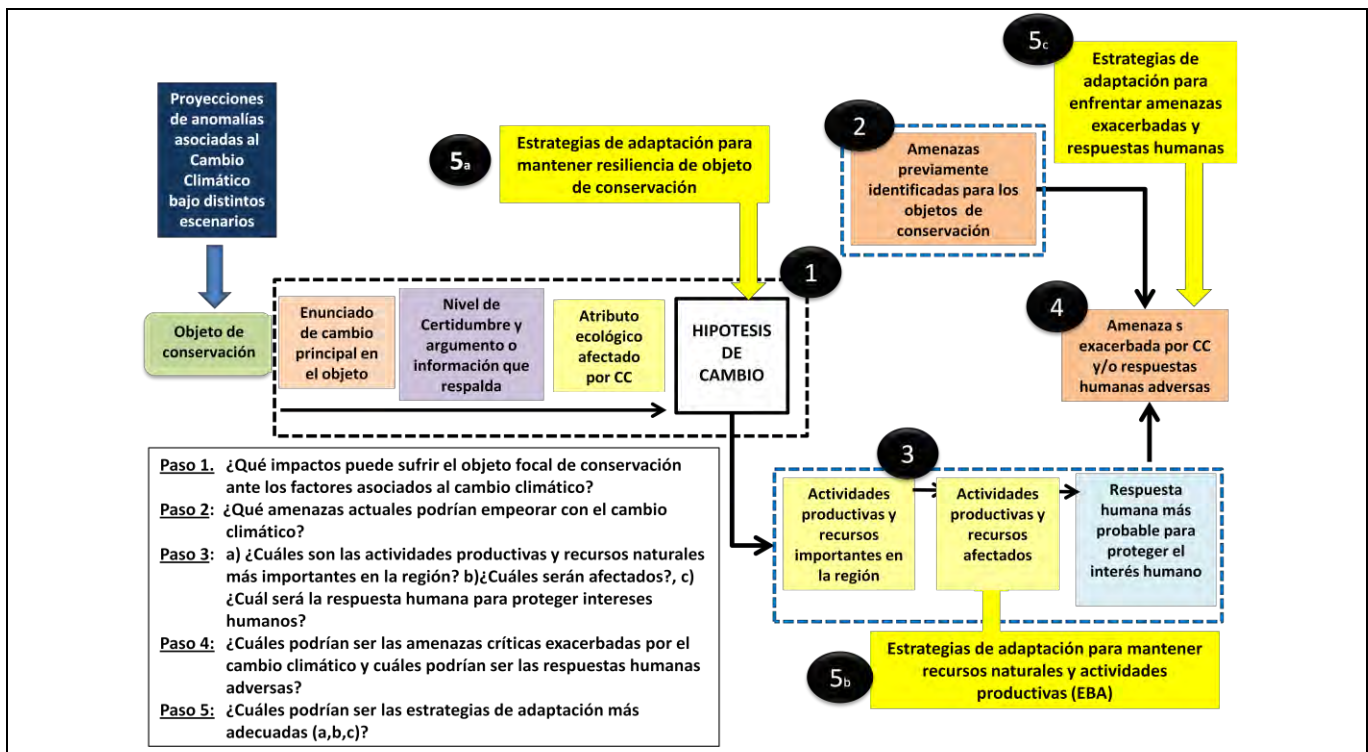 Proyecciones
de anomalías
asociadas al
Cambio
Climático
bajo distintos
escenarios
Objeto de
conservación
5a
Estrategias de adaptación para
mantener resiliencia de objeto
de conservación
2
Amenazas
previamente
identificadas para los
objetos de
conservación
5c
Estrategias de
adaptación para
enfrentar amenazas
exacerbadas y
respuestas humanas
1
Enunciado
de cambio
principal en
el objeto
Nivel de
Certidumbre y
argumento o
información que
respalda
Atributo
ecológico
afectado
por CC
HIPOTESIS
DE
CAMBIO
4
Amenaza s
exacerbada por CC
y/o respuestas
humanas adversas
3
Actividades
productivas y
recursos
importantes en
la región
Actividades
productivas y
recursos
afectados
Respuesta
humana más
probable para
proteger el
interés humano
5b
Estrategias de adaptación para mantener
recursos naturales y actividades
productivas (EBA)
Paso 1. ¿Qué impactos puede sufrir el objeto focal de conservación
ante los factores asociados al cambio climático?
Paso 2: ¿Qué amenazas actuales podrían empeorar con el cambio
climático?
Paso 3: a) ¿Cuáles son las actividades productivas y recursos naturales
más importantes en la región? b)¿Cuáles serán afectados?, c)
¿Cuál será la respuesta humana para proteger intereses
humanos?
Paso 4: ¿Cuáles podrían ser las amenazas críticas exacerbadas por el
cambio climático y cuáles podrían ser las respuestas humanas
adversas?
Paso 5: ¿Cuáles podrían ser las estrategias de adaptación más
adecuadas (a,b,c)?